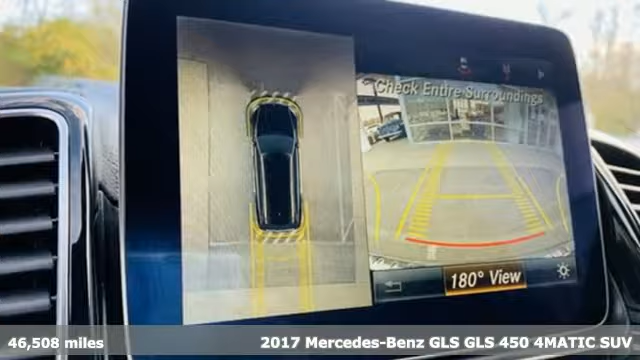 Check Entire Surroundings
180° View
46,508 miles
2017 Mercedes-Benz GLS GLS 450 4MATIC SUV